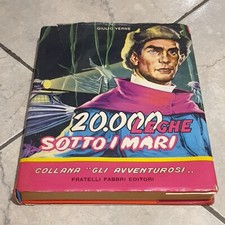 GIULIO VERNE
20.000
LEGHE
SOTTO I MARI
COLLANA "GLI AVVENTUROSI"..
FRATELLI FABBRI EDITORI